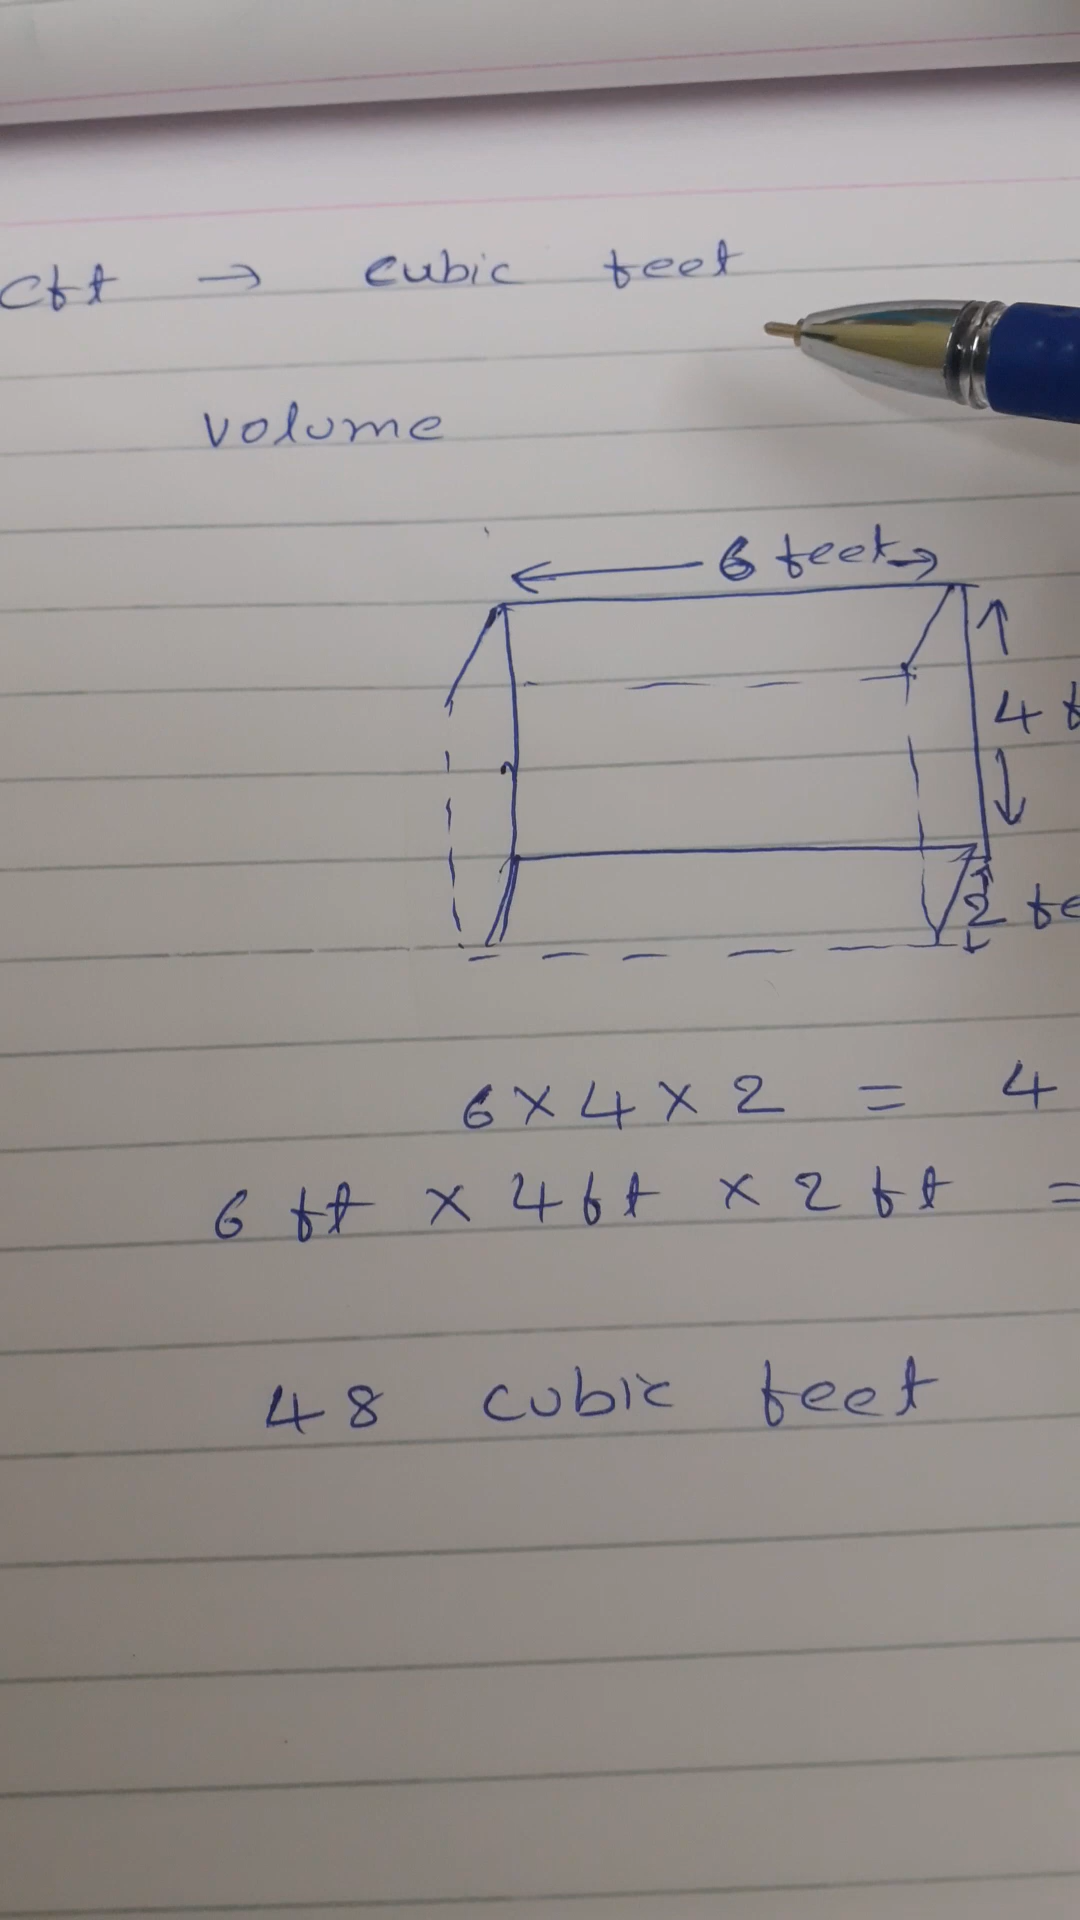 cft → cubic feet
volume
6 feet
4
2
6 x 4 x 2 = 4
6 ft x 4 ft x 2 ft =
48 cubic feet